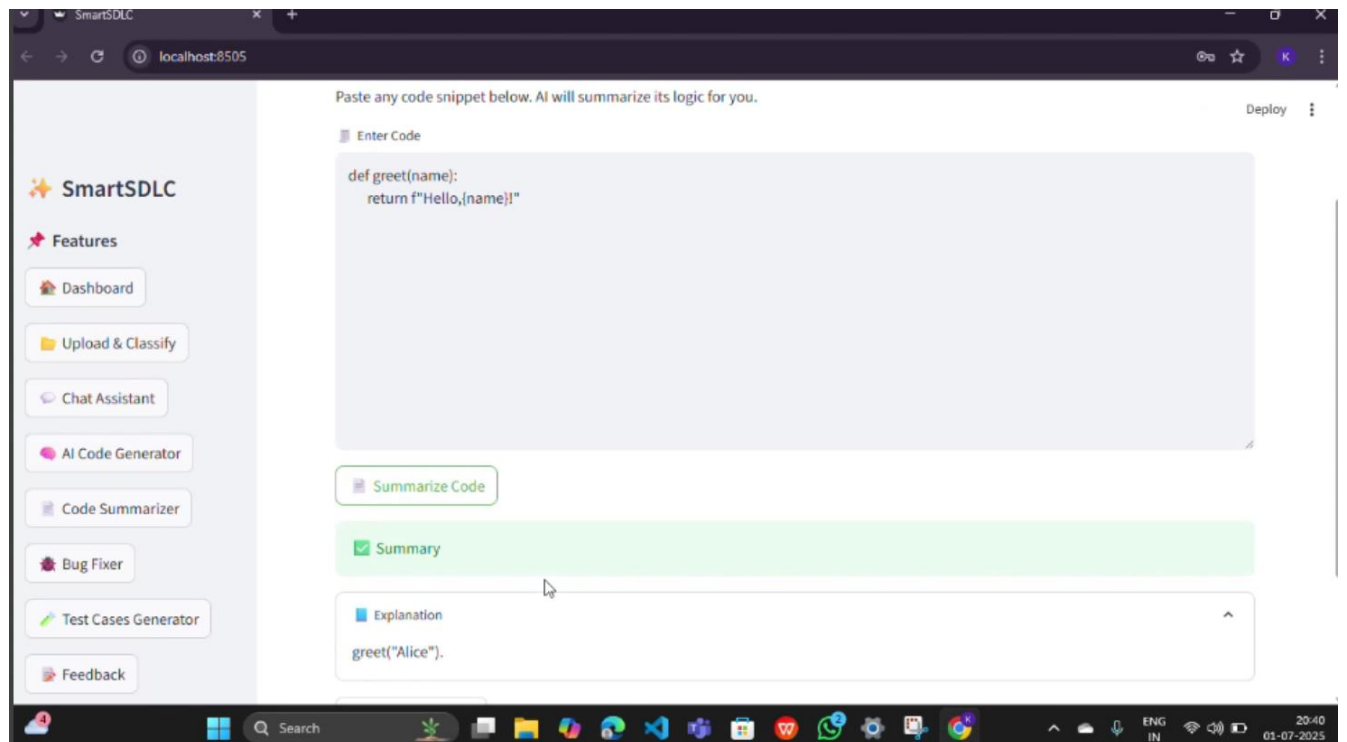 SmartSDLC
localhost:8505
K
Paste any code snippet below. AI will summarize its logic for you.
Deploy
Enter Code
def greet(name):
return f"Hello,{name}!"
SmartSDLC
Features
Dashboard
Upload & Classify
Chat Assistant
AI Code Generator
Code Summarizer
Bug Fixer
Test Cases Generator
Feedback
Summarize Code
Summary
Explanation
greet("Alice").
4
Search
2
K
ENG
IN
20:40
01-07-2025